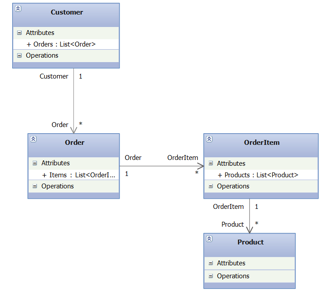 Customer
Attributes
+ Orders : List<Order>
Operations
Customer 1
Order *
Order
Attributes
+ Items : List<OrderI...
Operations
Order OrderItem
1 *
OrderItem
Attributes
+ Products : List<Product>
Operations
OrderItem 1
Product *
Product
Attributes
Operations